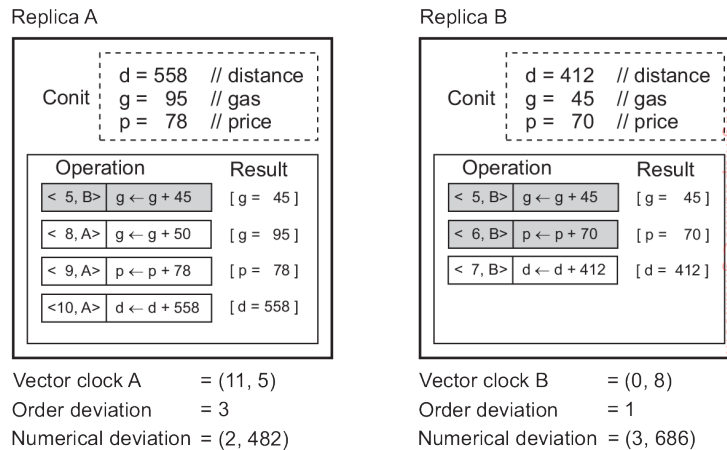 Replica A
Conit
d = 558 // distance
g = 95 // gas
p = 78 // price
Operation Result
< 5, B> g ← g + 45 [ g = 45 ]
< 8, A> g ← g + 50 [ g = 95 ]
< 9, A> p ← p + 78 [ p = 78 ]
<10, A> d ← d + 558 [ d = 558 ]
Vector clock A = (11, 5)
Order deviation = 3
Numerical deviation = (2, 482)
Replica B
Conit
d = 412 // distance
g = 45 // gas
p = 70 // price
Operation Result
< 5, B> g ← g + 45 [ g = 45 ]
< 6, B> p ← p + 70 [ p = 70 ]
< 7, B> d ← d + 412 [ d = 412 ]
Vector clock B = (0, 8)
Order deviation = 1
Numerical deviation = (3, 686)